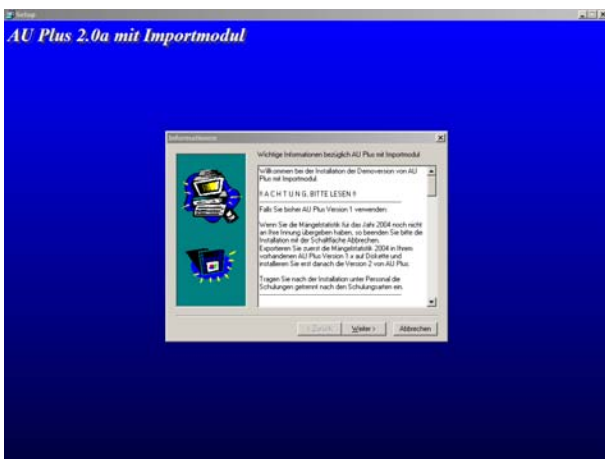 Setup
AU Plus 2.0a mit Importmodul
Informationen
Wichtige Informationen bezüglich AU Plus mit Importmodul
Willkommen bei der Installation der Demoversion von AU
Plus mit Importmodul.
!! A C H T U N G, BITTE LESEN !!
Falls Sie bisher AU Plus Version 1 verwenden:
Wenn Sie die Mängelstatistik für das Jahr 2004 noch nicht
an Ihre Innung übergeben haben, so beenden Sie bitte die
Installation mit der Schaltfläche Abbrechen.
Exportieren Sie zuerst die Mängelstatistik 2004 in Ihrem
vorhandenen AU Plus Version 1.x auf Diskette und
installieren Sie erst danach die Version 2 von AU Plus.
Tragen Sie nach der Installation unter Personal die
Schulungen getrennt nach den Schulungsarten ein.
< Zurück
Weiter >
Abbrechen